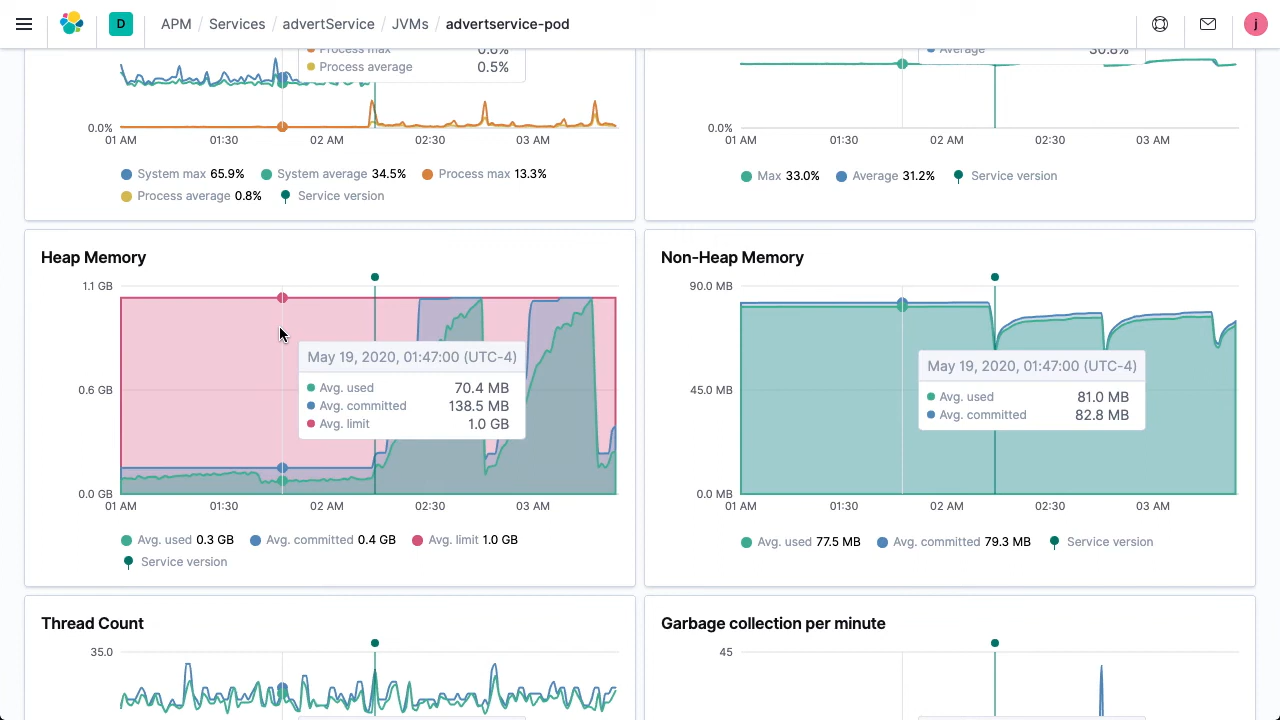 D APM / Services / advertService / JVMs / advertservice-pod j
Process max 0.6%
Process average 0.5%
0.0%
01 AM 01:30 02 AM 02:30 03 AM
System max 65.9% System average 34.5% Process max 13.3%
Process average 0.8% Service version
Average 30.8%
0.0%
01 AM 01:30 02 AM 02:30 03 AM
Max 33.0% Average 31.2% Service version
Heap Memory
1.1 GB
0.6 GB
0.0 GB
May 19, 2020, 01:47:00 (UTC-4)
Avg. used 70.4 MB
Avg. committed 138.5 MB
Avg. limit 1.0 GB
01 AM 01:30 02 AM 02:30 03 AM
Avg. used 0.3 GB Avg. committed 0.4 GB Avg. limit 1.0 GB
Service version
Non-Heap Memory
90.0 MB
45.0 MB
0.0 MB
May 19, 2020, 01:47:00 (UTC-4)
Avg. used 81.0 MB
Avg. committed 82.8 MB
01 AM 01:30 02 AM 02:30 03 AM
Avg. used 77.5 MB Avg. committed 79.3 MB Service version
Thread Count
35.0
Garbage collection per minute
45